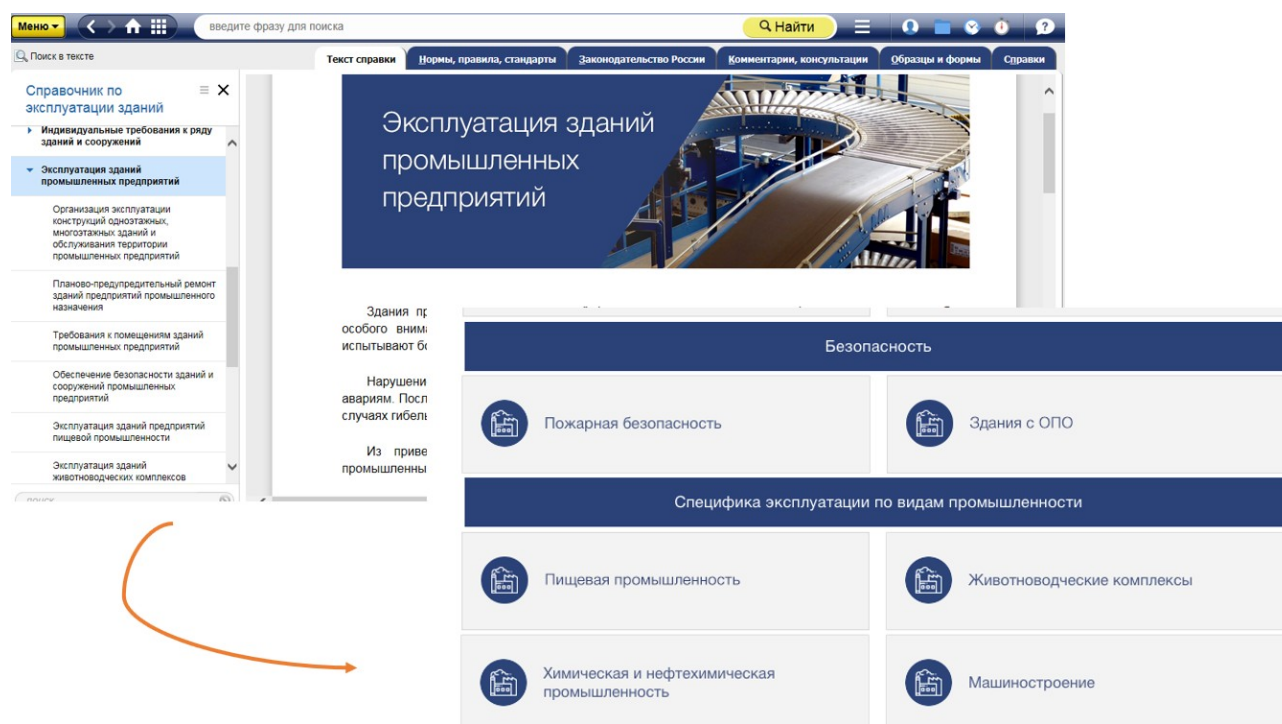 Меню
введите фразу для поиска
Найти
Поиск в тексте
Текст справки
Нормы, правила, стандарты
Законодательство России
Комментарии, консультации
Образцы и формы
Справки
Справочник по
эксплуатации зданий
Индивидуальные требования к ряду
зданий и сооружений
Эксплуатация зданий
промышленных предприятий
Организация эксплуатации
конструкций одноэтажных,
многоэтажных зданий и
обслуживания территории
промышленных предприятий
Планово-предупредительный ремонт
зданий предприятий промышленного
назначения
Требования к помещениям зданий
промышленных предприятий
Обеспечение безопасности зданий и
сооружений промышленных
предприятий
Эксплуатация зданий предприятий
пищевой промышленности
Эксплуатация зданий
животноводческих комплексов
поиск
Эксплуатация зданий
промышленных
предприятий
Здания пр
особого
испытывают
Нарушени
авариям. Посл
случаях
Из приве
промышленны
Безопасность
Пожарная безопасность
Здания с ОПО
Специфика эксплуатации по видам промышленности
Пищевая промышленность
Животноводческие комплексы
Химическая и нефтехимическая
промышленность
Машиностроение